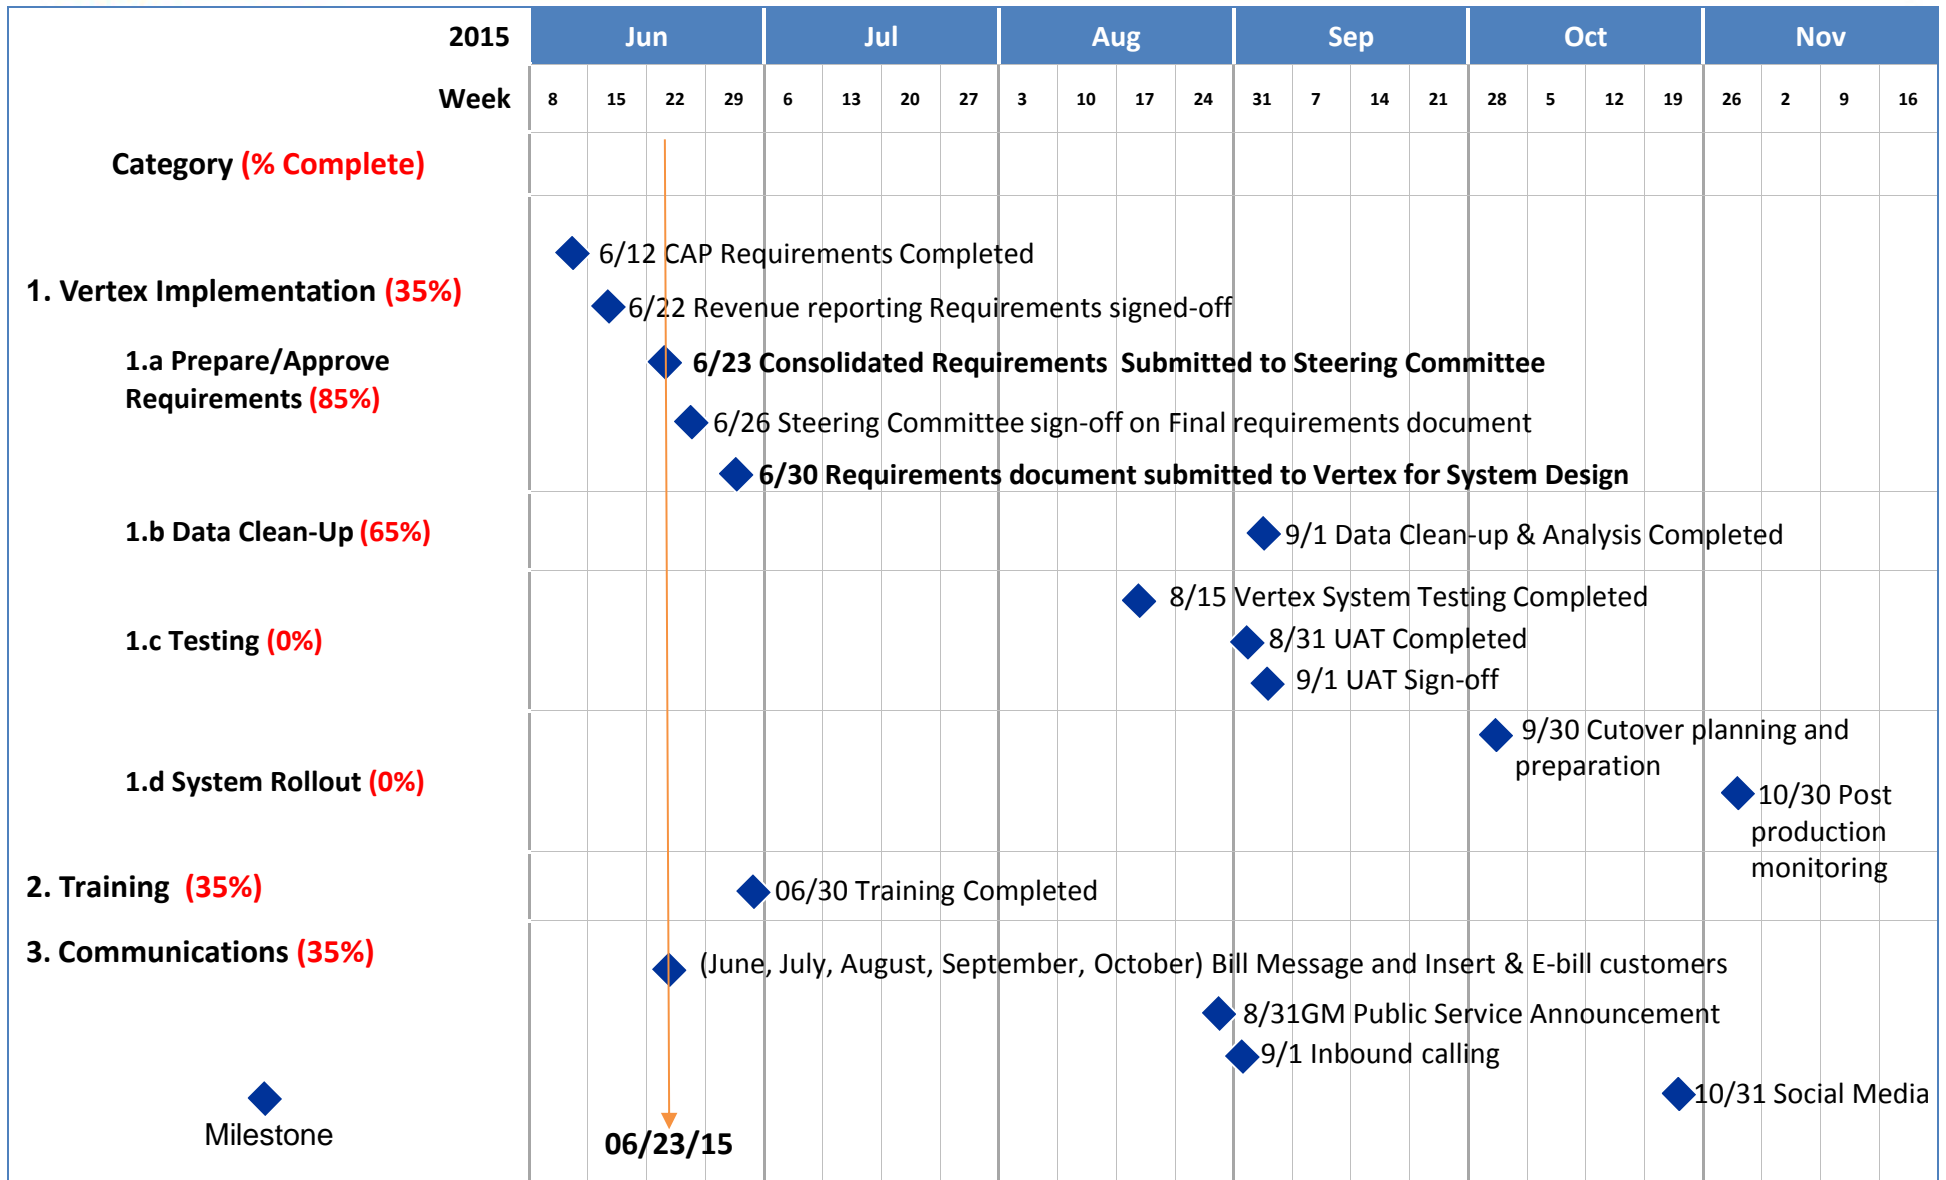 2015 Jun Jul Aug Sep Oct Nov
Week 8 15 22 29 6 13 20 27 3 10 17 24 31 7 14 21 28 5 12 19 26 2 9 16
Category (% Complete)
6/12 CAP Requirements Completed
1. Vertex Implementation (35%)
6/22 Revenue reporting Requirements signed-off
1.a Prepare/Approve
Requirements (85%)
6/23 Consolidated Requirements  Submitted to Steering Committee
6/26 Steering Committee sign-off on Final requirements document
6/30 Requirements document submitted to Vertex for System Design
1.b Data Clean-Up (65%)
9/1 Data Clean-up & Analysis Completed
8/15 Vertex System Testing Completed
1.c Testing (0%)
8/31 UAT Completed
9/1 UAT Sign-off
9/30 Cutover planning and
preparation
1.d System Rollout (0%)
10/30 Post
production
monitoring
2. Training  (35%)
06/30 Training Completed
3. Communications (35%)
(June, July, August, September, October) Bill Message and Insert & E-bill customers
8/31GM Public Service Announcement
9/1 Inbound calling
10/31 Social Media
Milestone
06/23/15